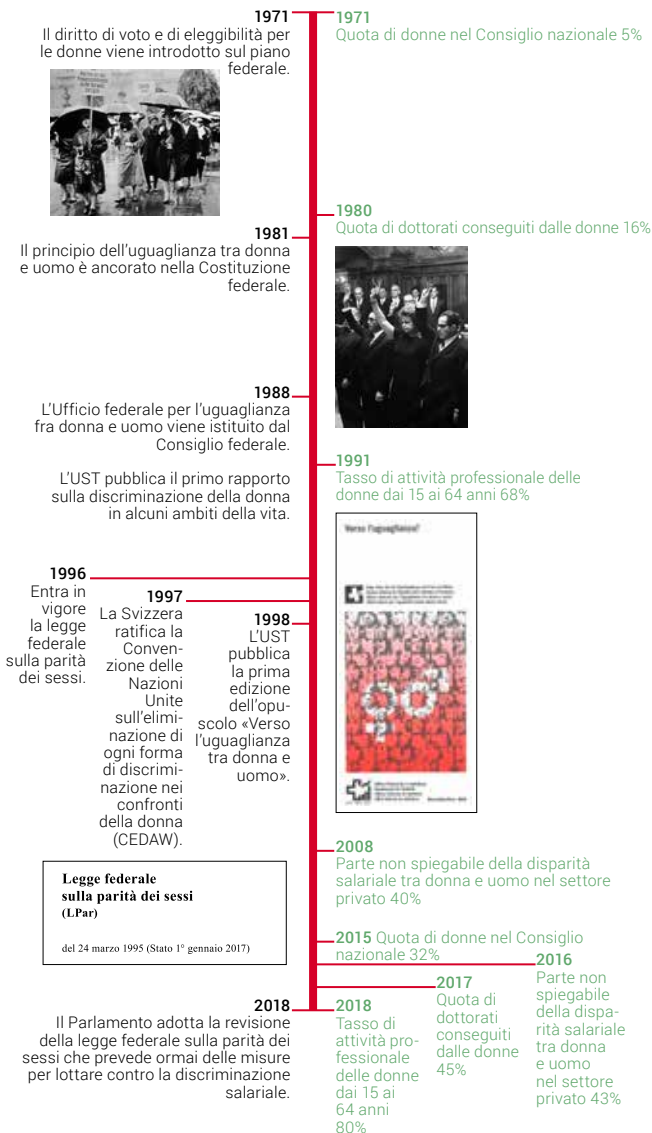 1971
Il diritto di voto e di eleggibilità per
le donne viene introdotto sul piano
federale.
1971
Quota di donne nel Consiglio nazionale 5%
1980
Quota di dottorati conseguiti dalle donne 16%
1981
Il principio dell'uguaglianza tra donna
e uomo è ancorato nella Costituzione
federale.
1988
L'Ufficio federale per l'uguaglianza
fra donna e uomo viene istituito dal
Consiglio federale.
L'UST pubblica il primo rapporto
sulla discriminazione della donna
in alcuni ambiti della vita.
1991
Tasso di attività professionale delle
donne dai 15 ai 64 anni 68%
Verso l'uguaglianza?
1996
Entra in
vigore
la legge
federale
sulla parità
dei sessi.
1997
La Svizzera
ratifica la
Conven-
zione delle
Nazioni
Unite
sull'elimi-
nazione di
ogni forma
di discrimi-
nazione nei
confronti
della donna
(CEDAW).
1998
L'UST
pubblica
la prima
edizione
dell'opu-
scolo «Verso
l'uguaglianza
tra donna e
uomo».
2008
Parte non spiegabile della disparità
salariale tra donna e uomo nel settore
privato 40%
Legge federale
sulla parità dei sessi
(LPar)
del 24 marzo 1995 (Stato 1° gennaio 2017)
2015 Quota di donne nel Consiglio
nazionale 32%
2016
Parte non
spiegabile
della dispa-
rità salariale
tra donna
e uomo
nel settore
privato 43%
2017
Quota di
dottorati
conseguiti
dalle donne
45%
2018
Il Parlamento adotta la revisione
della legge federale sulla parità dei
sessi che prevede ormai delle misure
per lottare contro la discriminazione
salariale.
2018
Tasso di
attività pro-
fessionale
delle donne
dai 15 ai
64 anni
80%